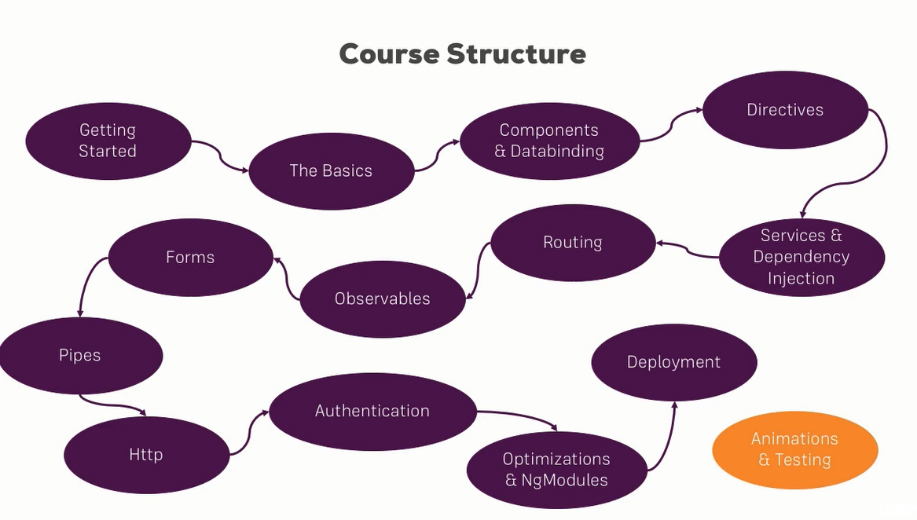 Course Structure
Getting
Started
The Basics
Components
& Databinding
Directives
Services &
Dependency
Injection
Routing
Observables
Forms
Pipes
Http
Authentication
Optimizations
& NgModules
Deployment
Animations
& Testing